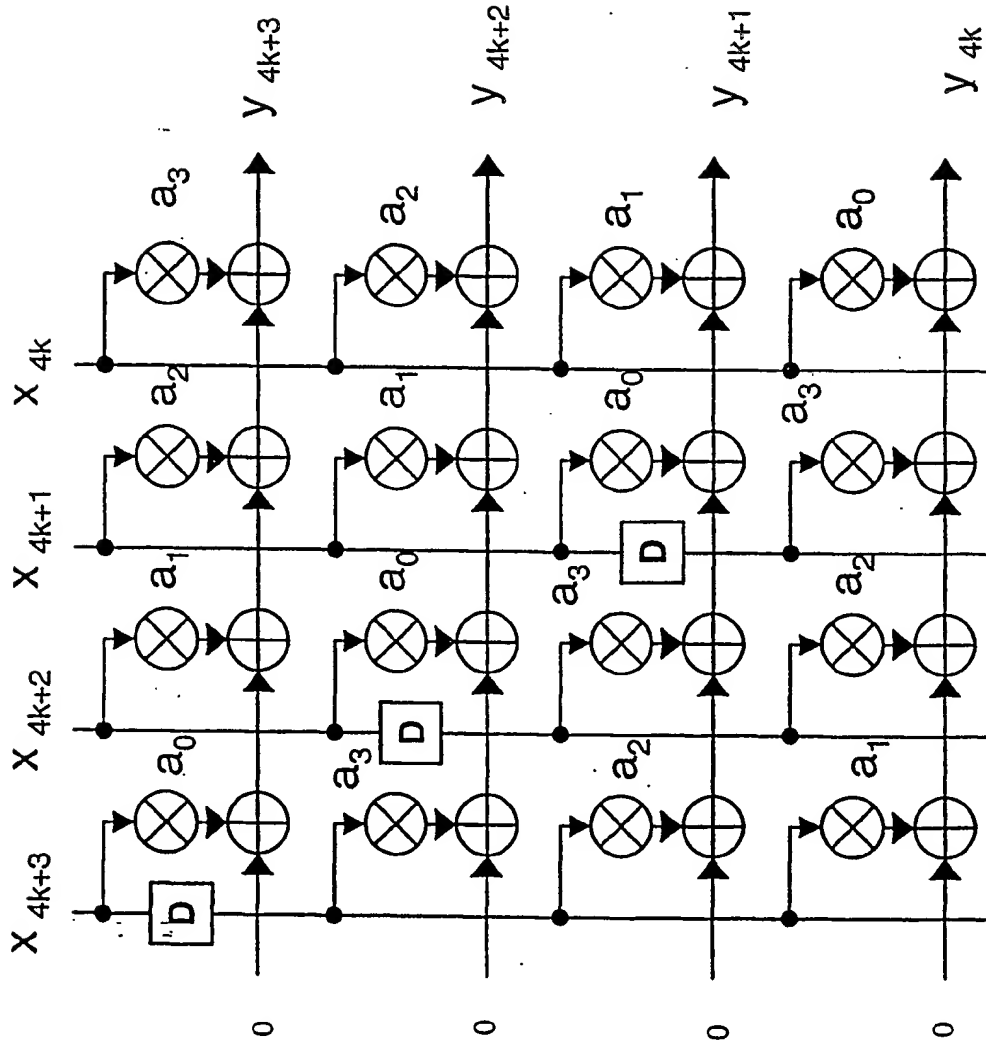 X 4k+3 X 4k+2 X 4k+1 X 4k
a0 a1 a2 a3
D
0 y 4k+3
a3 a0 a1 a2
D
0 y 4k+2
a2 a3 a0 a1
D
0 y 4k+1
a1 a2 a3 a0
0 y 4k